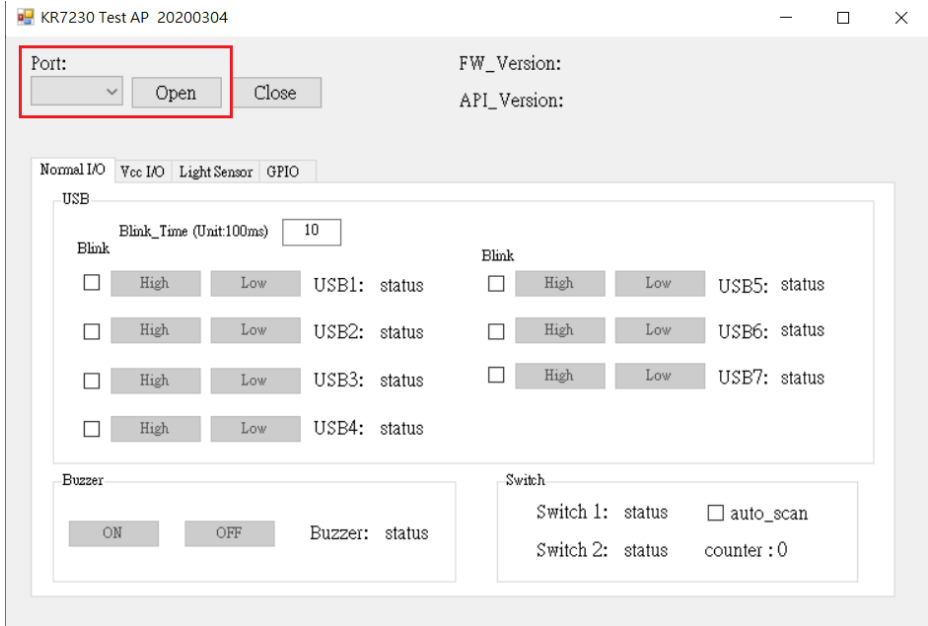 KR7230 Test AP 20200304
Port:
Open Close
FW_Version:
API_Version:
Normal I/O Vcc I/O Light Sensor GPIO
USB
Blink_Time (Unit:100ms) 10
Blink Blink
High Low USB1: status High Low USB5: status
High Low USB2: status High Low USB6: status
High Low USB3: status High Low USB7: status
High Low USB4: status
Buzzer
ON OFF Buzzer: status
Switch
Switch 1: status auto_scan
Switch 2: status counter : 0